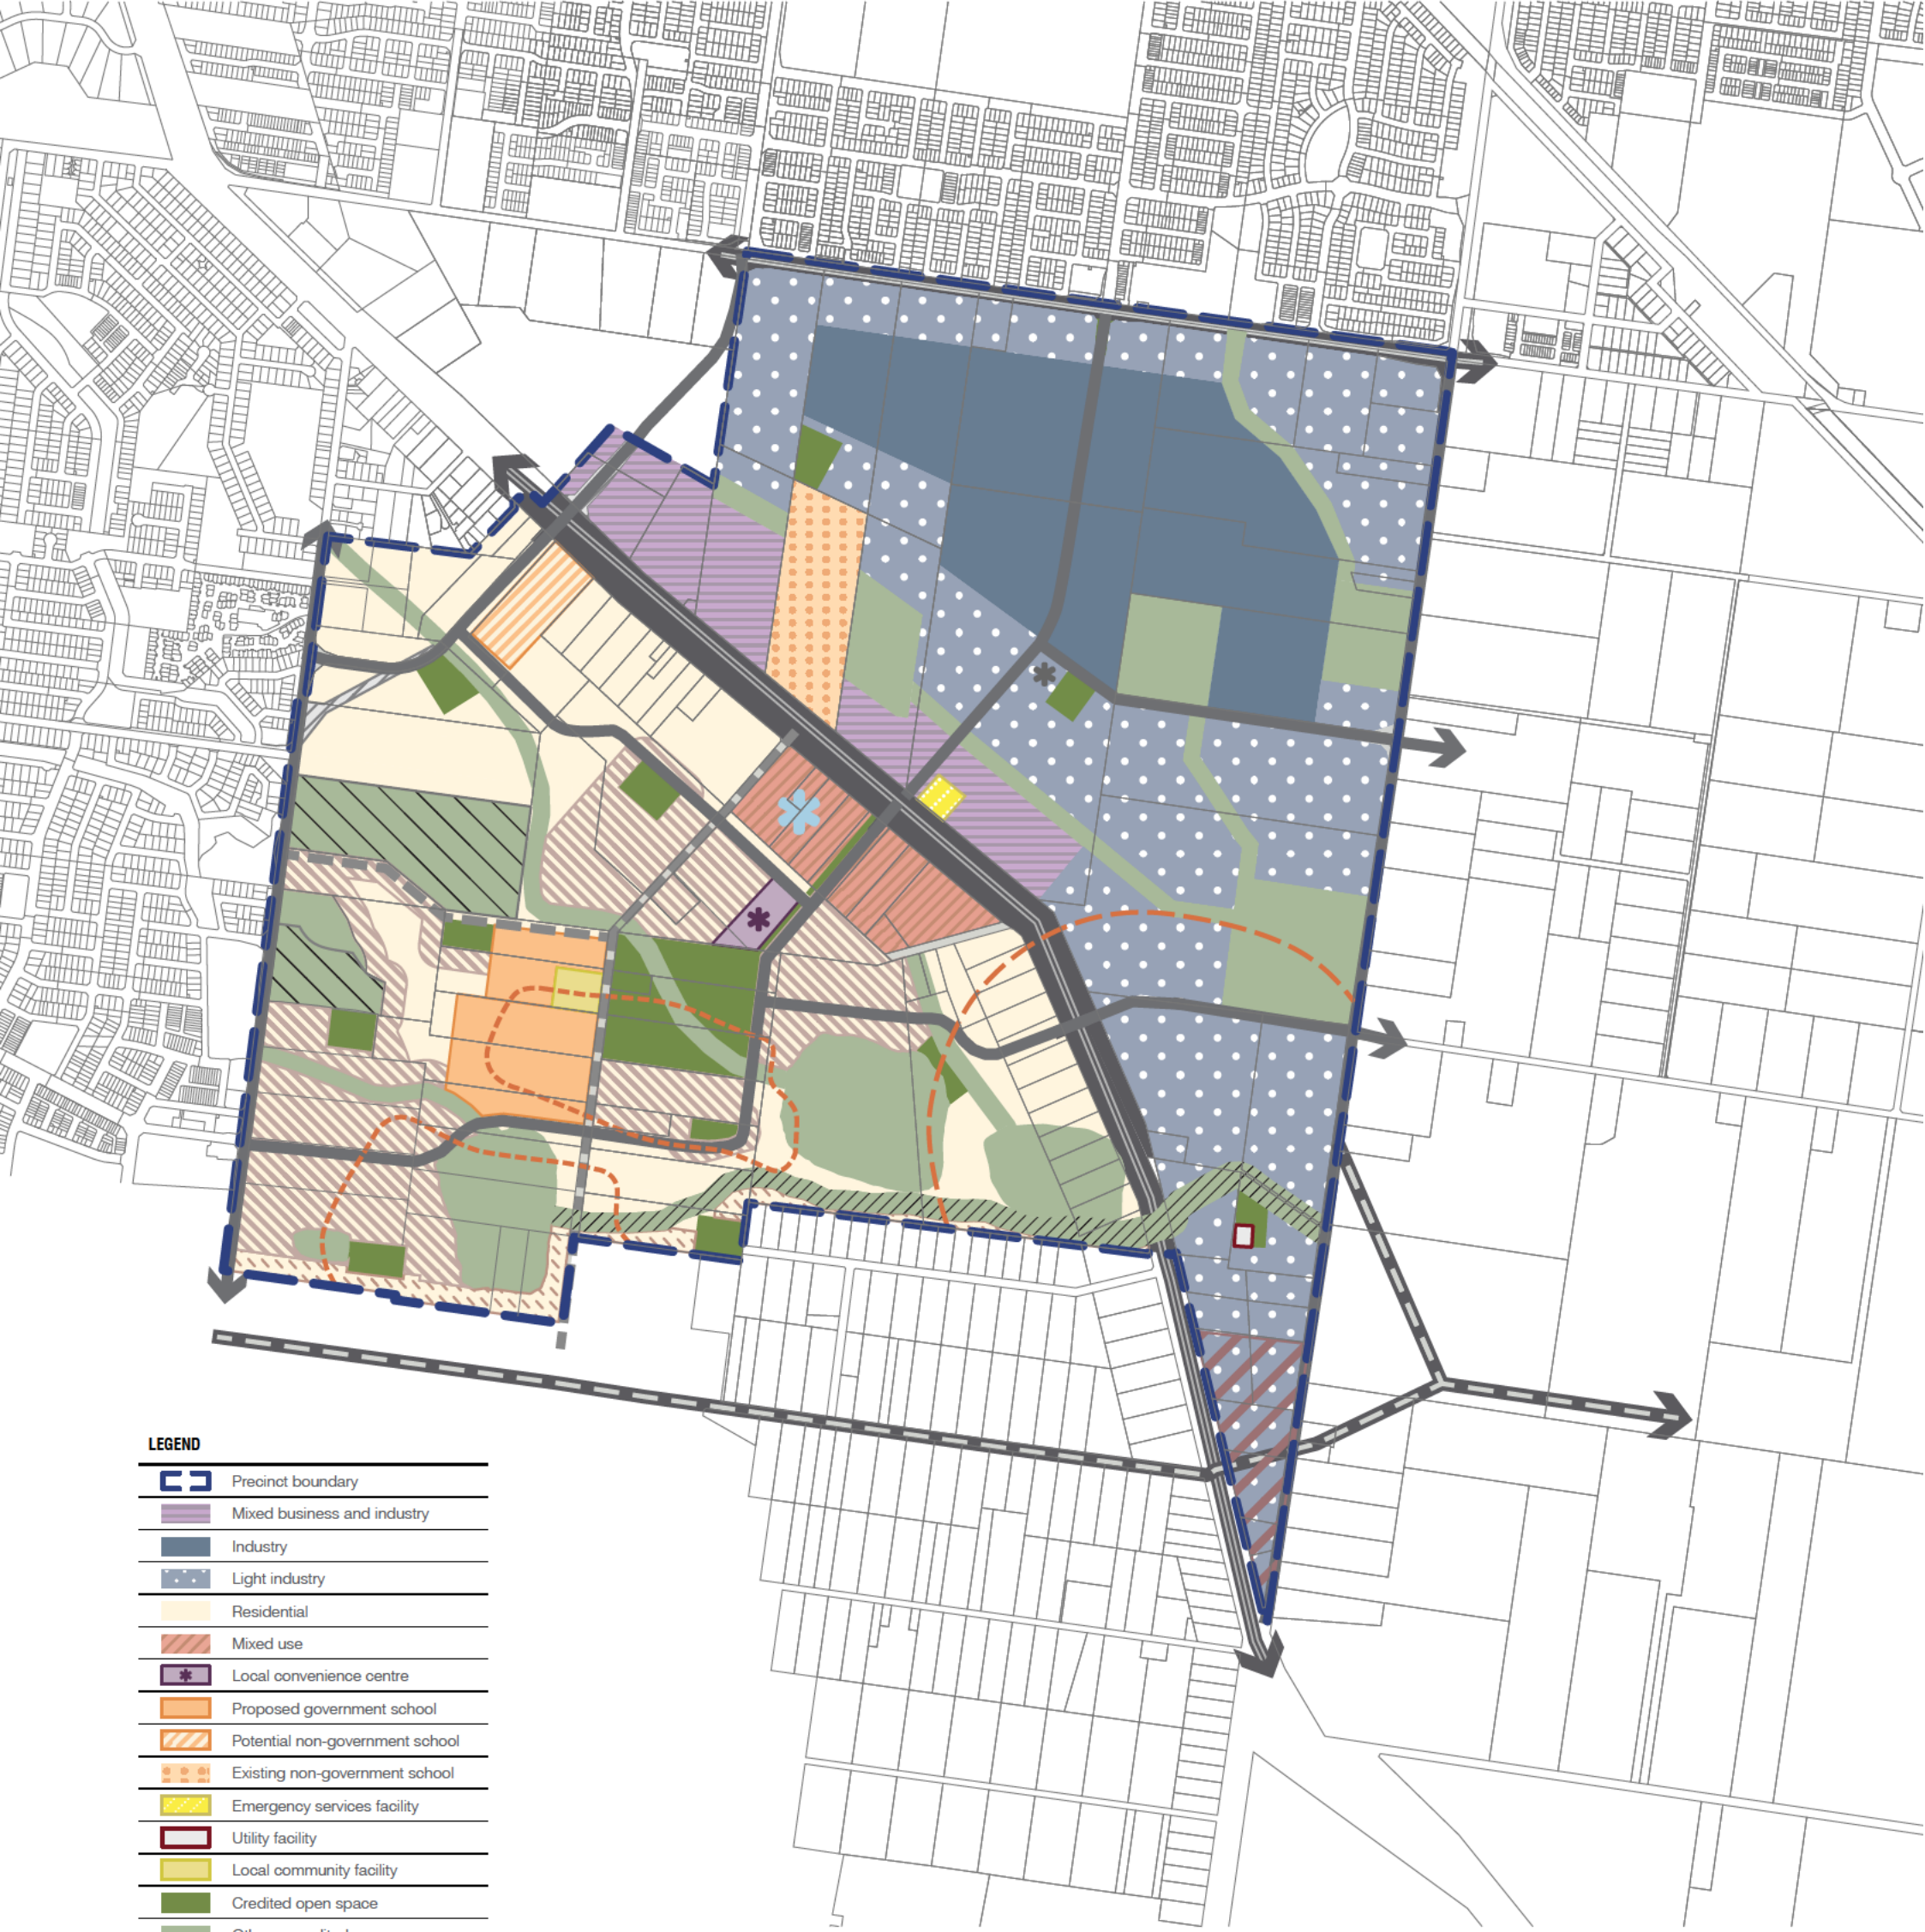 LEGEND
Precinct boundary
Mixed business and industry
Industry
Light industry
Residential
Mixed use
Local convenience centre
Proposed government school
Potential non-government school
Existing non-government school
Emergency services facility
Utility facility
Local community facility
Credited open space